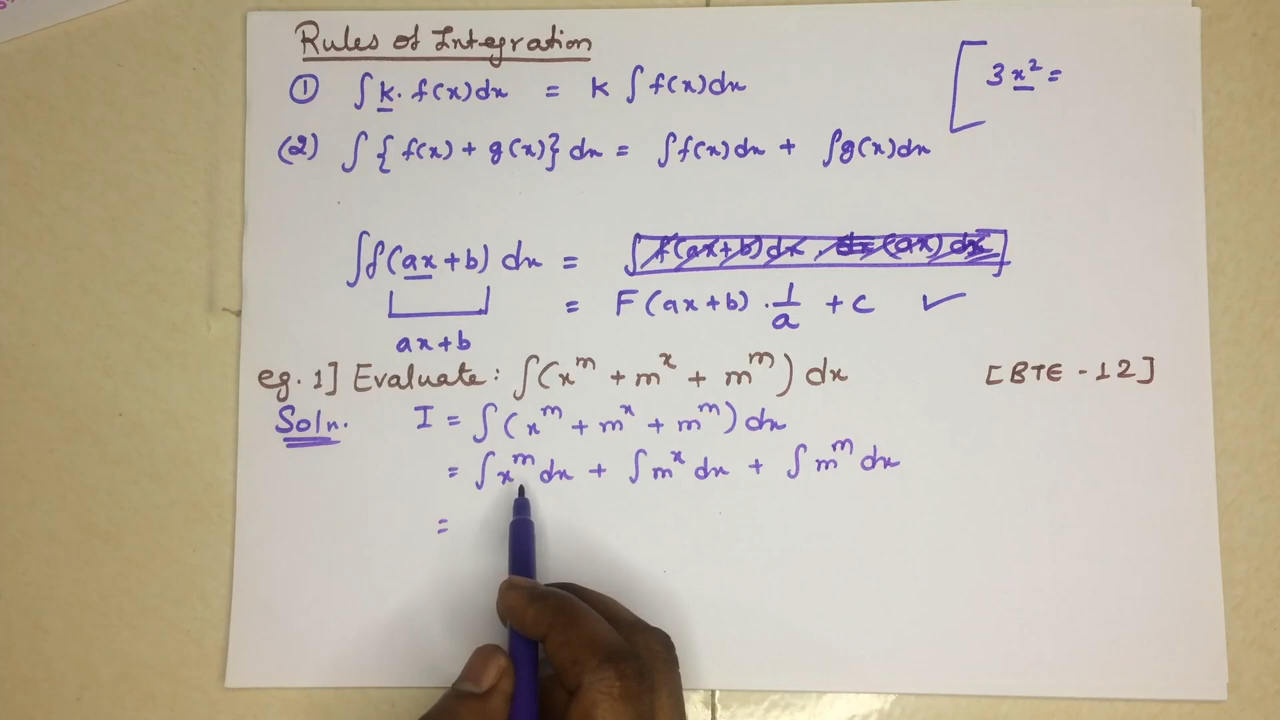 Rules of Integration
① ∫ k. f(x)dx = k ∫ f(x)dx
[ 3x² =
(2) ∫ { f(x) + g(x)} dx = ∫f(x)dx + ∫g(x)dx
∫f(ax+b) dx =
= F(ax+b) . 1/a + c ✓
ax+b
eg. 1] Evaluate: ∫(x^m + m^x + m^m) dx [BTE - 12]
Soln. I = ∫(x^m + m^x + m^m) dx
= ∫x^m dx + ∫m^x dx + ∫m^m dx
=